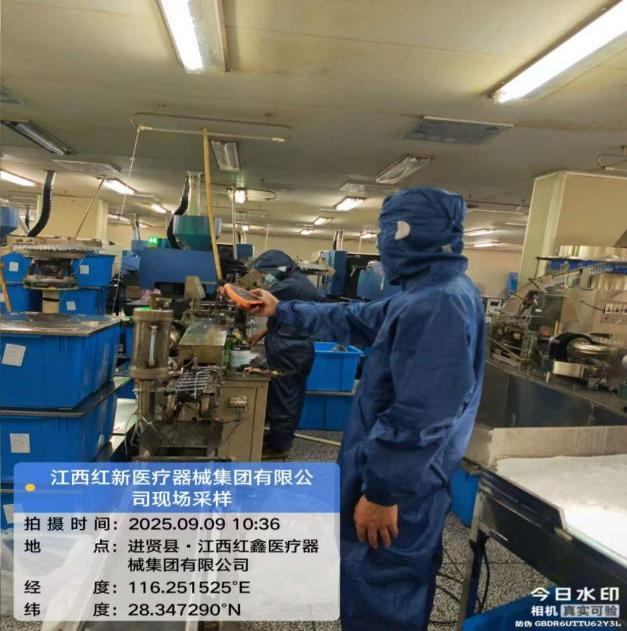 江西红新医疗器械集团有限公
司现场采样
拍摄时间：2025.09.09 10:36
地　　点：进贤县·江西红鑫医疗器
械集团有限公司
经　　度：116.251525°E
纬　　度：28.347290°N
今日水印
相机 真实可验
防伪 GBDR6UTTU62Y3L